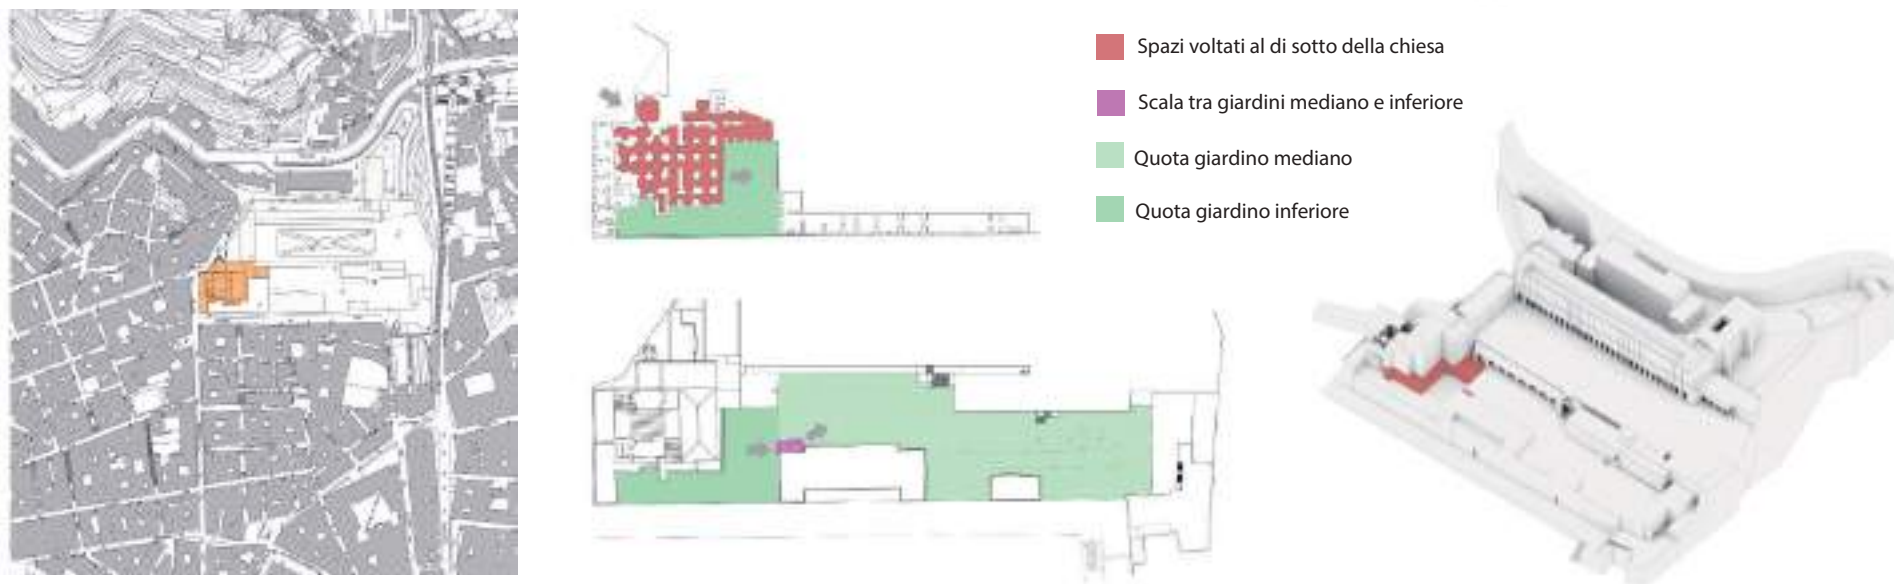 Spazi voltati al di sotto della chiesa
Scala tra giardini mediano e inferiore
Quota giardino mediano
Quota giardino inferiore